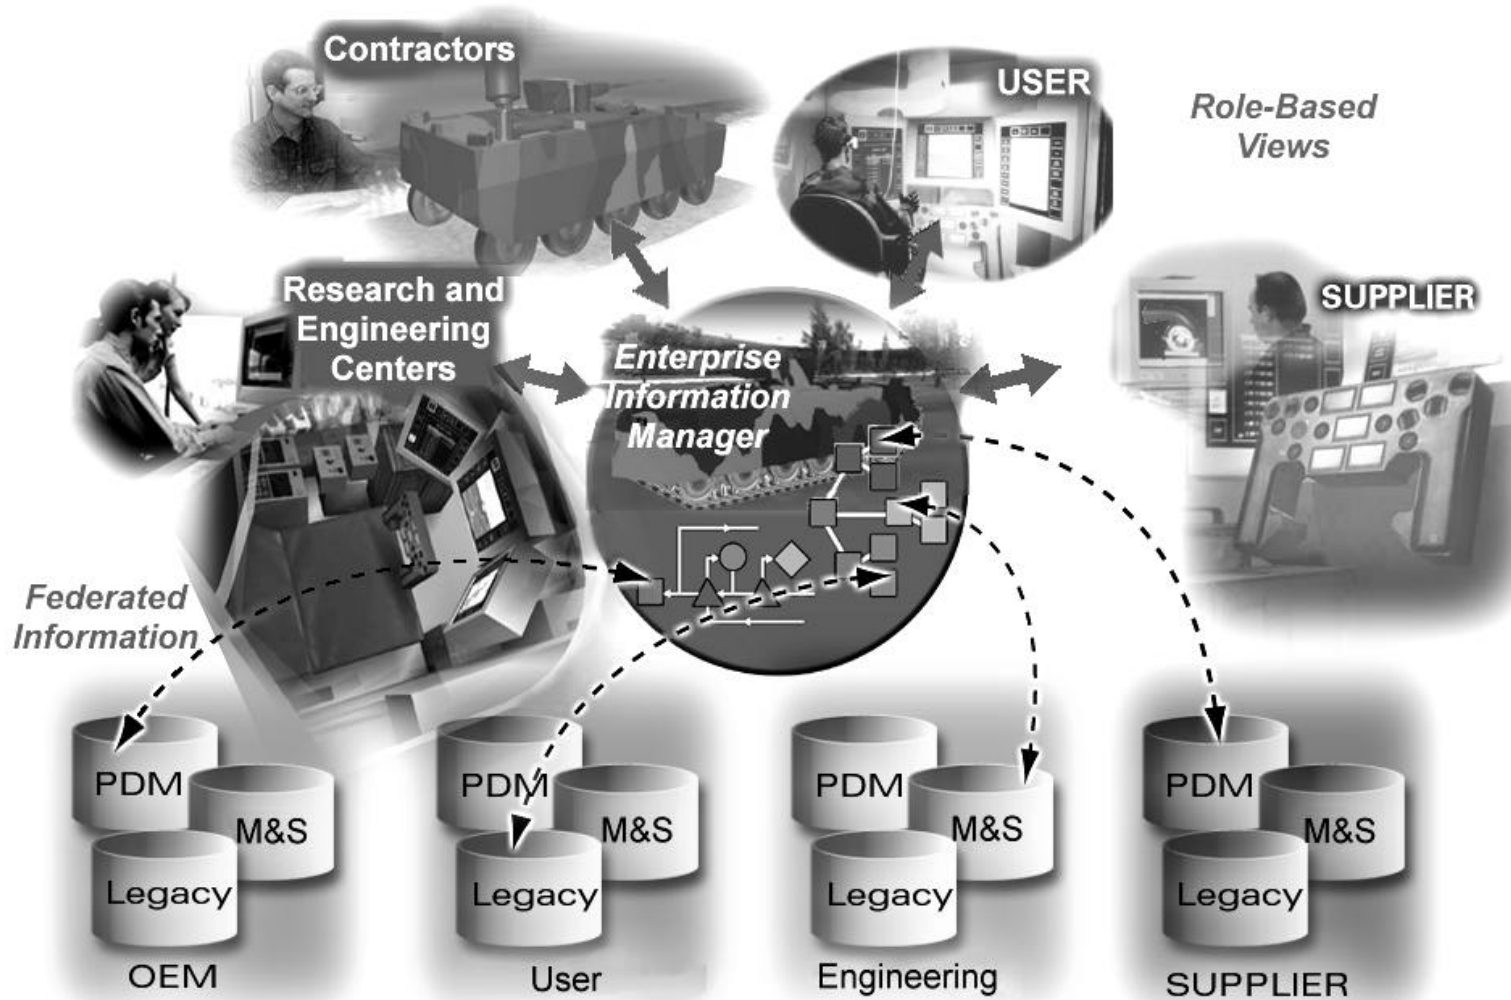 Contractors
USER
Role-Based
Views
Research and
Engineering
Centers
SUPPLIER
Enterprise
Information
Manager
Federated
Information
PDM
M&S
Legacy
OEM
PDM
M&S
Legacy
User
PDM
M&S
Legacy
Engineering
PDM
M&S
Legacy
SUPPLIER